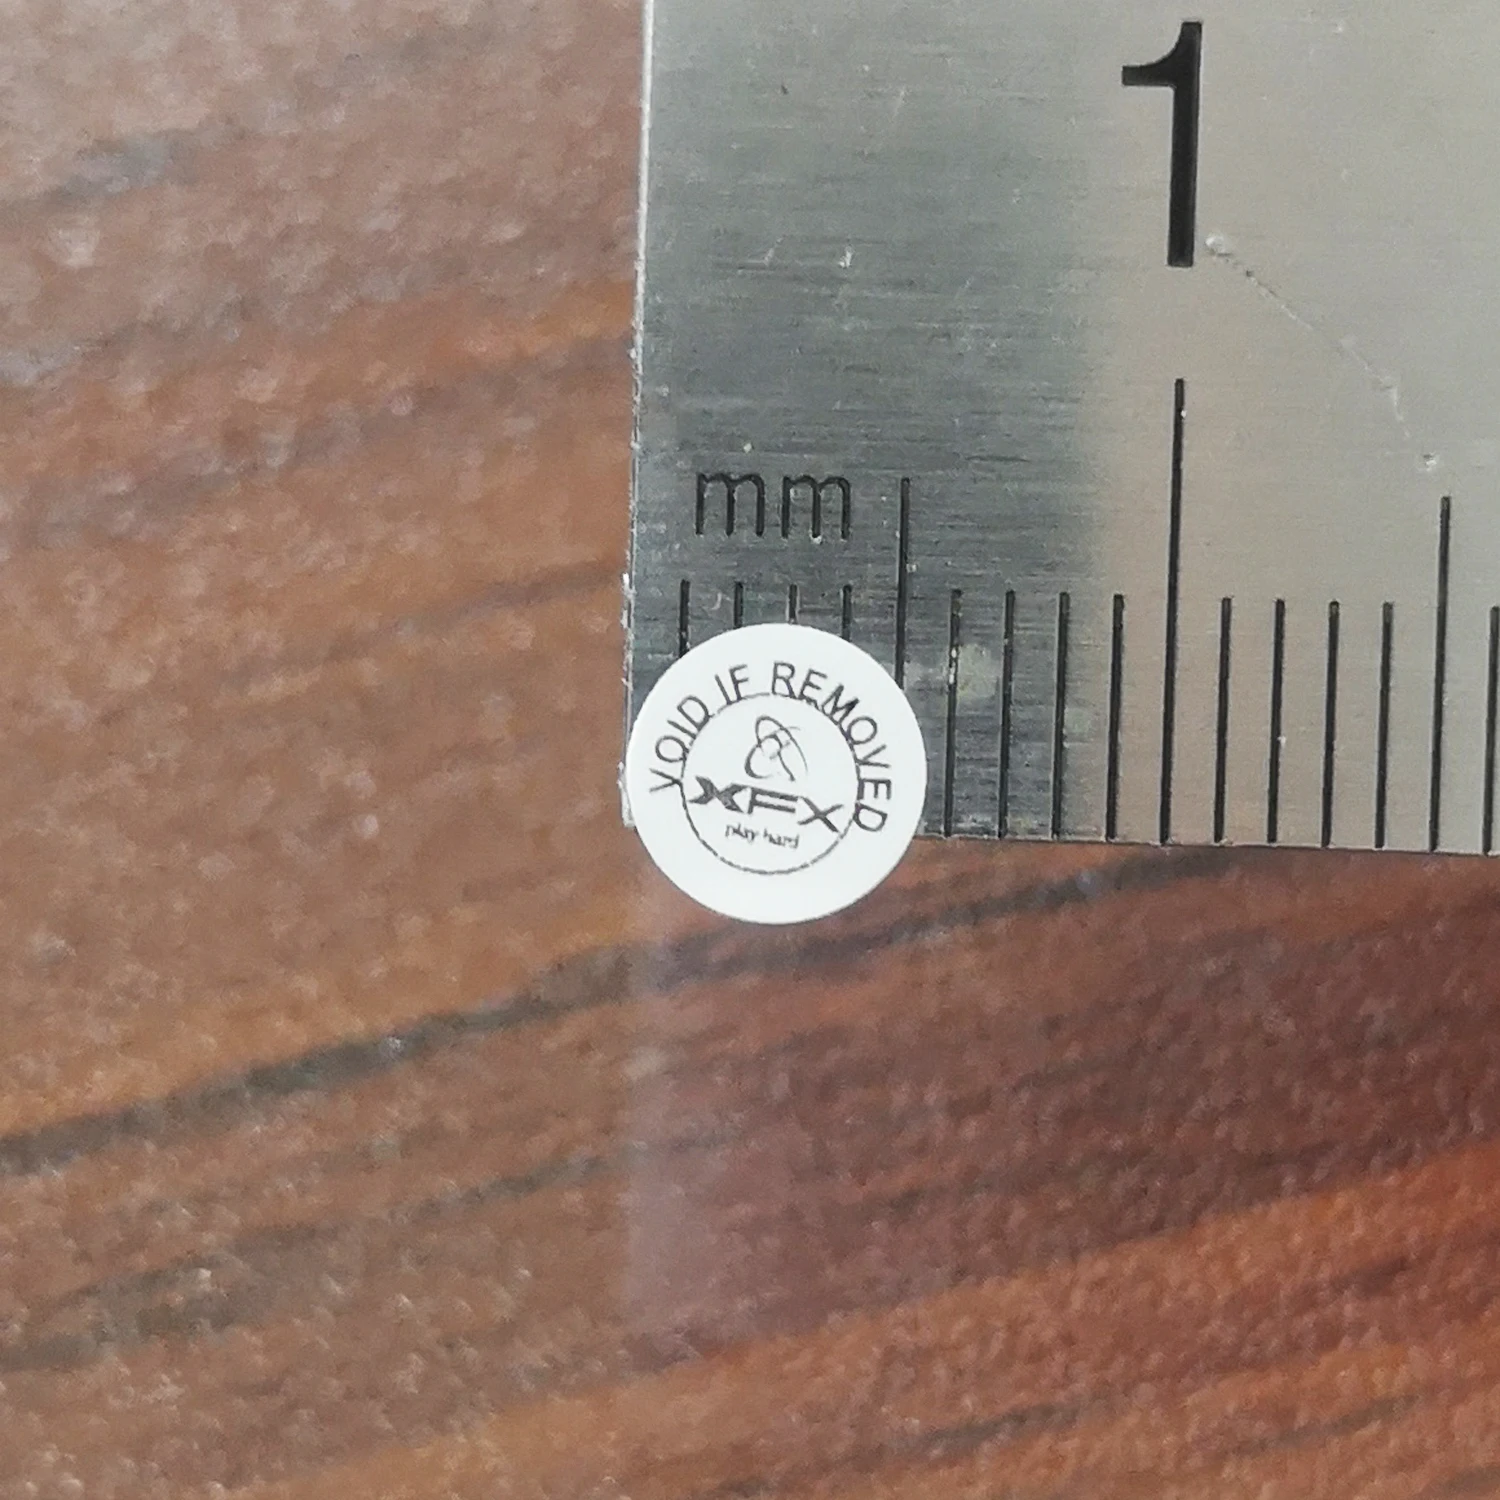 1
mm
VOID IF REMOVED
XFX
play hard